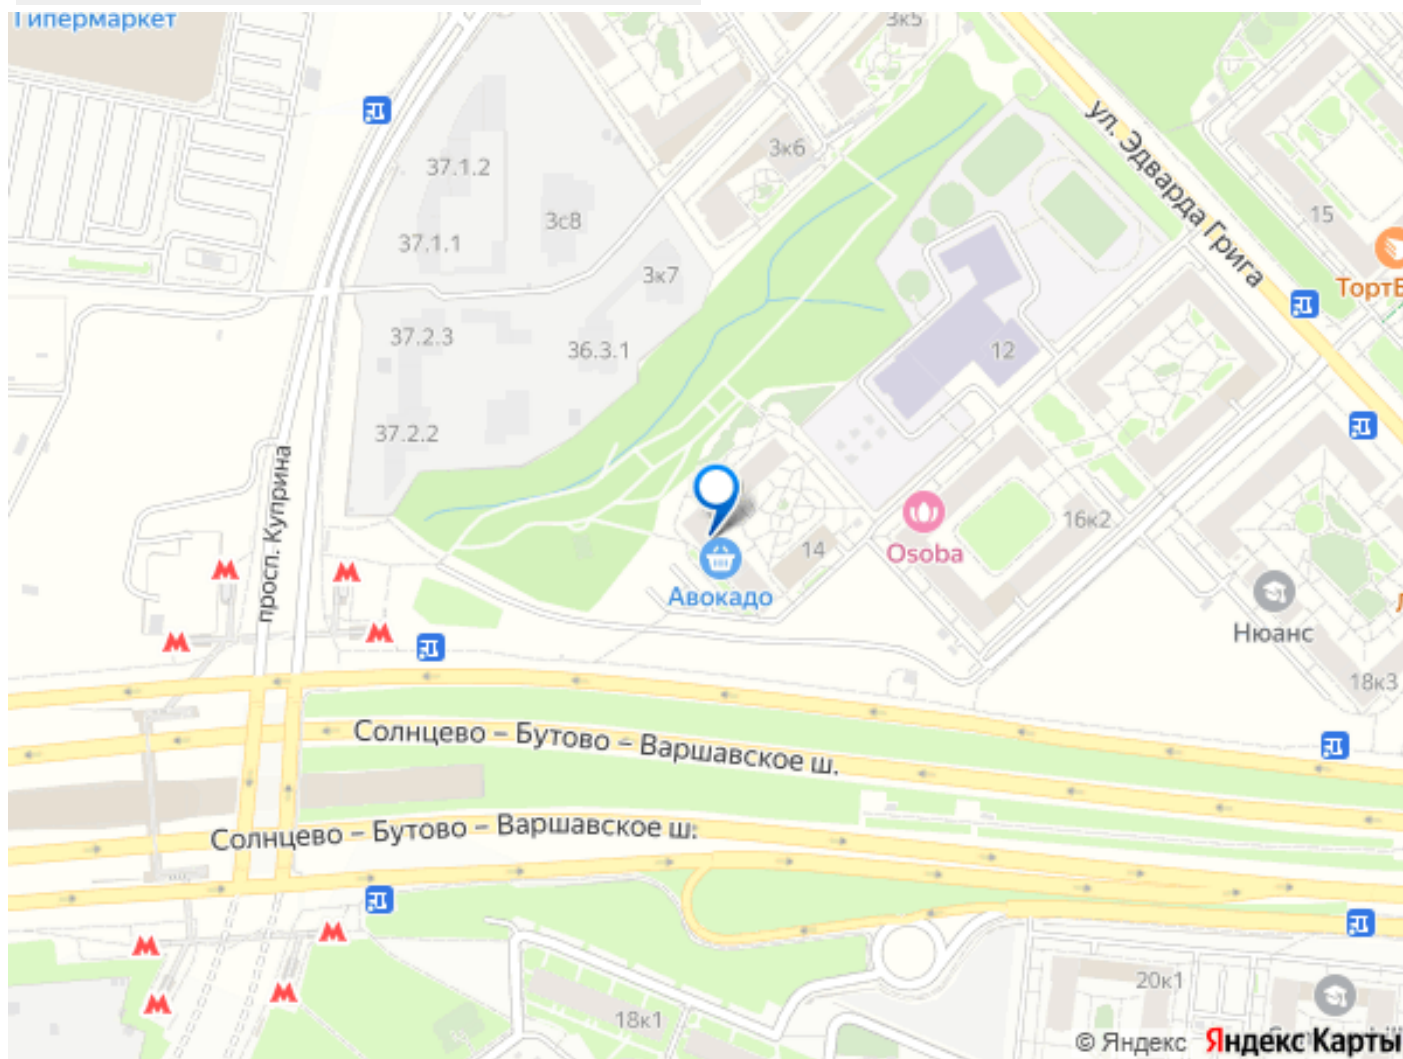 Гипермаркет
3к5
ул. Эдварда Грига
37.1.2
3к6
3с8
15
37.1.1
3к7
ТортЕ
37.2.3
36.3.1
12
37.2.2
просп. Куприна
16к2
14
Osoba
Авокадо
Нюанс
18к3
Солнцево – Бутово – Варшавское ш.
Солнцево – Бутово – Варшавское ш.
20к1
18к1
© Яндекс Яндекс Карты